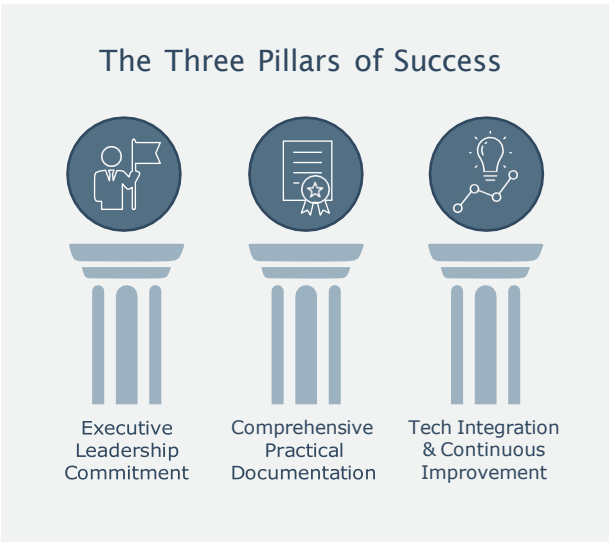 The Three Pillars of Success
Executive
Leadership
Commitment
Comprehensive
Practical
Documentation
Tech Integration
& Continuous
Improvement